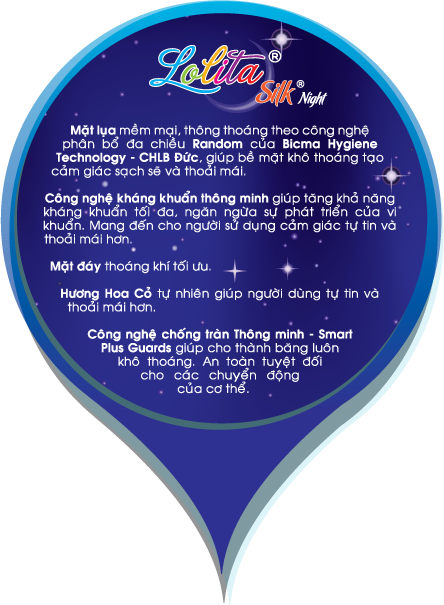 Lolita®
Silk® Night
Mặt lụa mềm mại, thông thoáng theo công nghệ
phân bổ đa chiều Random của Bicma Hygiene
Technology - CHLB Đức, giúp bề mặt khô thoáng tạo
cảm giác sạch sẽ và thoải mái.
Công nghệ kháng khuẩn thông minh giúp tăng khả năng
kháng khuẩn tối đa, ngăn ngừa sự phát triển của vi
khuẩn. Mang đến cho người sử dụng cảm giác tự tin và
thoải mái hơn.
Mặt đáy thoáng khí tối ưu.
Hương Hoa Cỏ tự nhiên giúp người dùng tự tin và
thoải mái hơn.
Công nghệ chống tràn Thông minh - Smart
Plus Guards giúp cho thành băng luôn
khô thoáng. An toàn tuyệt đối
cho các chuyển động
của cơ thể.